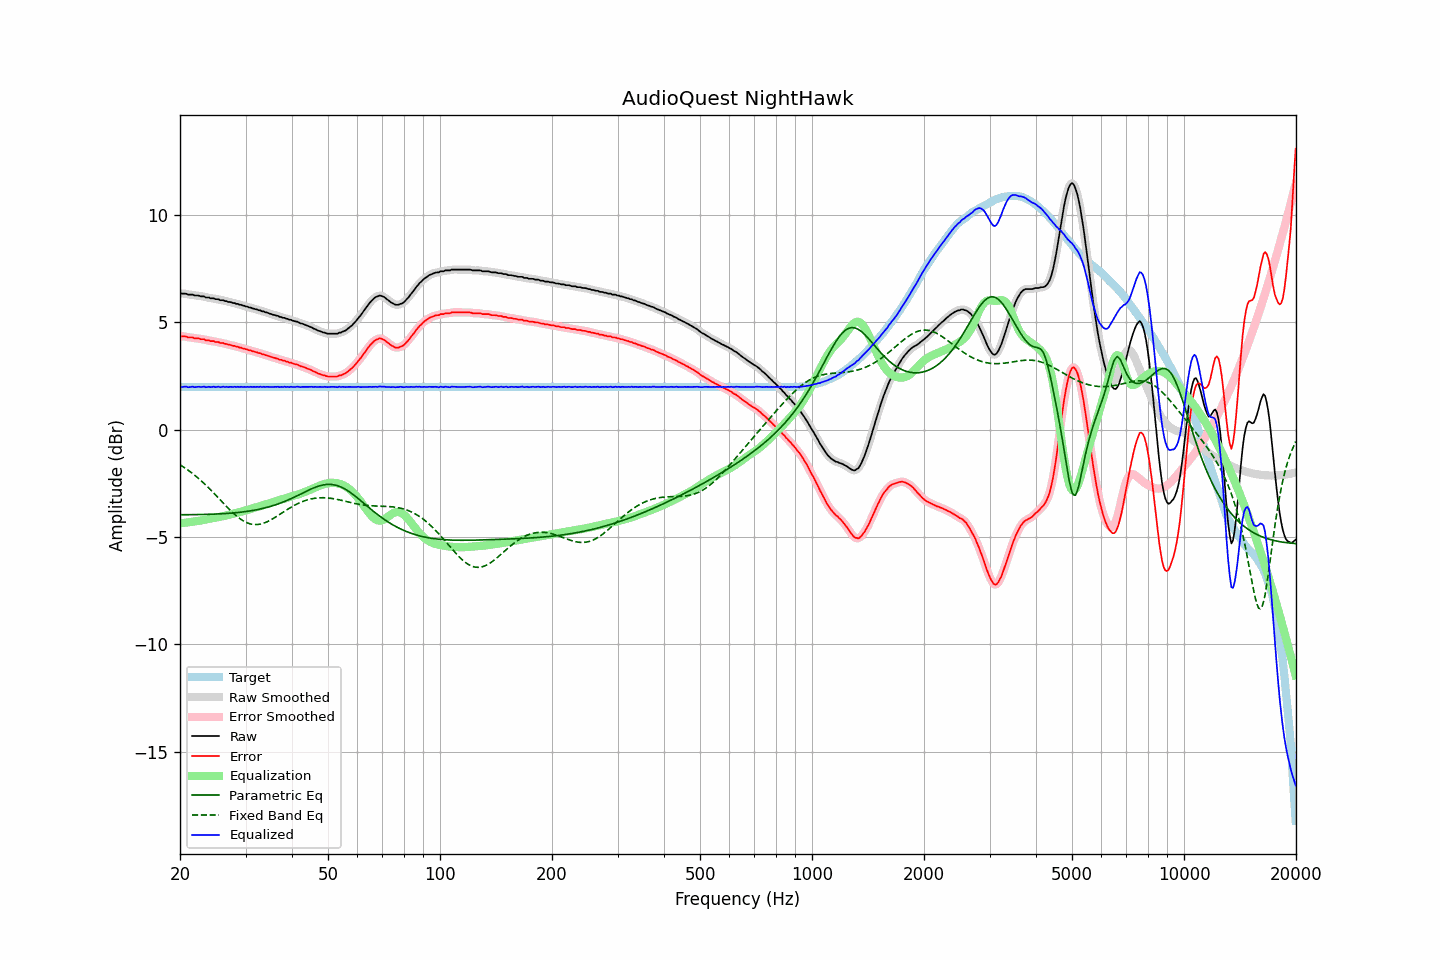 AudioQuest NightHawk
Amplitude (dBr)
10
5
0
−5
−10
−15
Target
Raw Smoothed
Error Smoothed
Raw
Error
Equalization
Parametric Eq
Fixed Band Eq
Equalized
20 50 100 200 500 1000 2000 5000 10000 20000
Frequency (Hz)